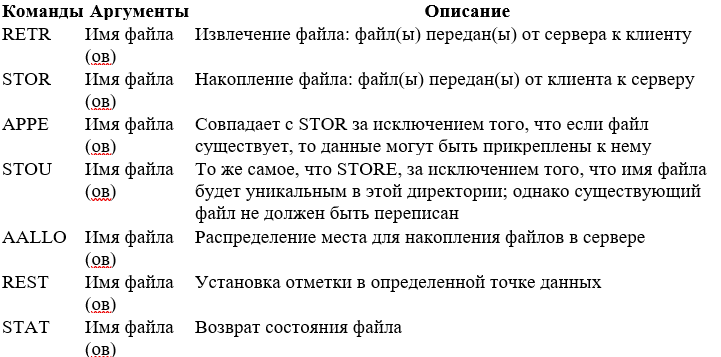 Команды Аргументы Описание
RETR Имя файла Извлечение файла: файл(ы) передан(ы) от сервера к клиенту
(ов)
STOR Имя файла Накопление файла: файл(ы) передан(ы) от клиента к серверу
(ов)
APPE Имя файла Совпадает с STOR за исключением того, что если файл
(ов) существует, то данные могут быть прикреплены к нему
STOU Имя файла То же самое, что STORE, за исключением того, что имя файла
(ов) будет уникальным в этой директории; однако существующий
файл не должен быть переписан
AALLO Имя файла Распределение места для накопления файлов в сервере
(ов)
REST Имя файла Установка отметки в определенной точке данных
(ов)
STAT Имя файла Возврат состояния файла
(ов)